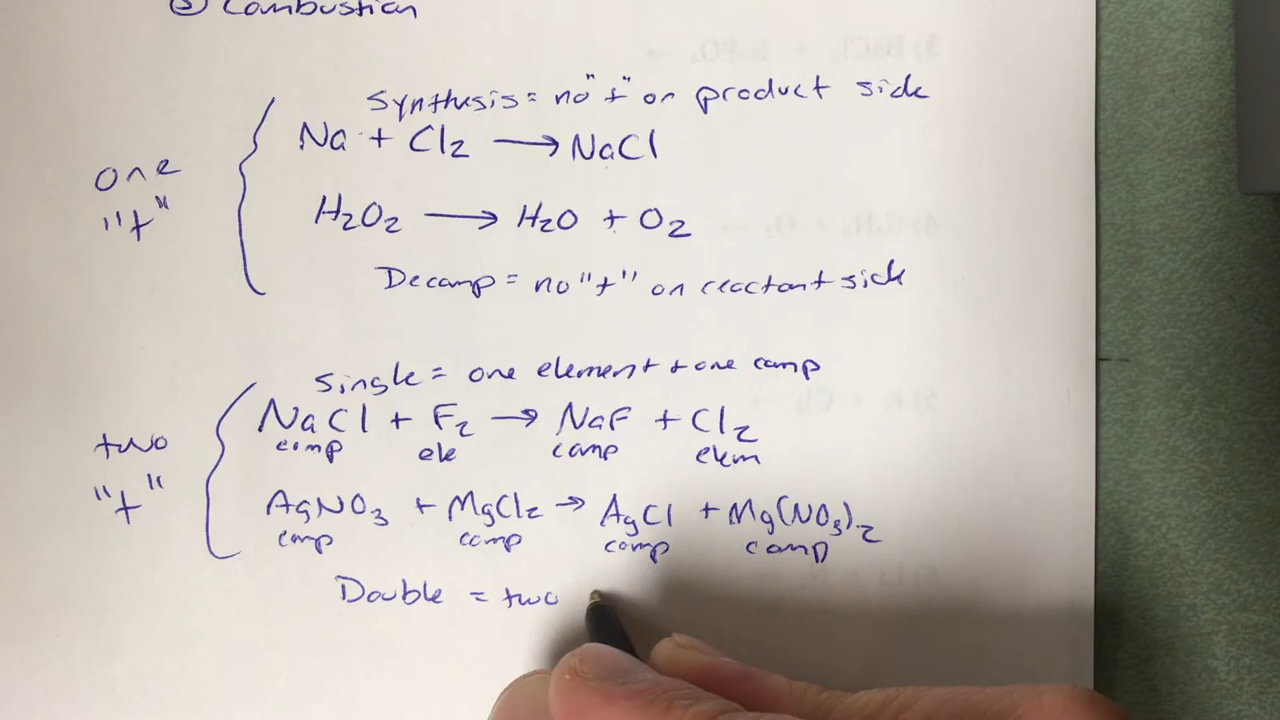 ⑤ Combustion
Synthesis = no "+" on product side
Na + Cl₂ → NaCl
one
"+"
H₂O₂ → H₂O + O₂
Decomp = no "+" on reactant side
Single = one element + one comp
NaCl + F₂ → NaF + Cl₂
comp ele comp elem
two
"+"
AgNO₃ + MgCl₂ → AgCl + Mg(NO₃)₂
comp comp comp comp
Double = two